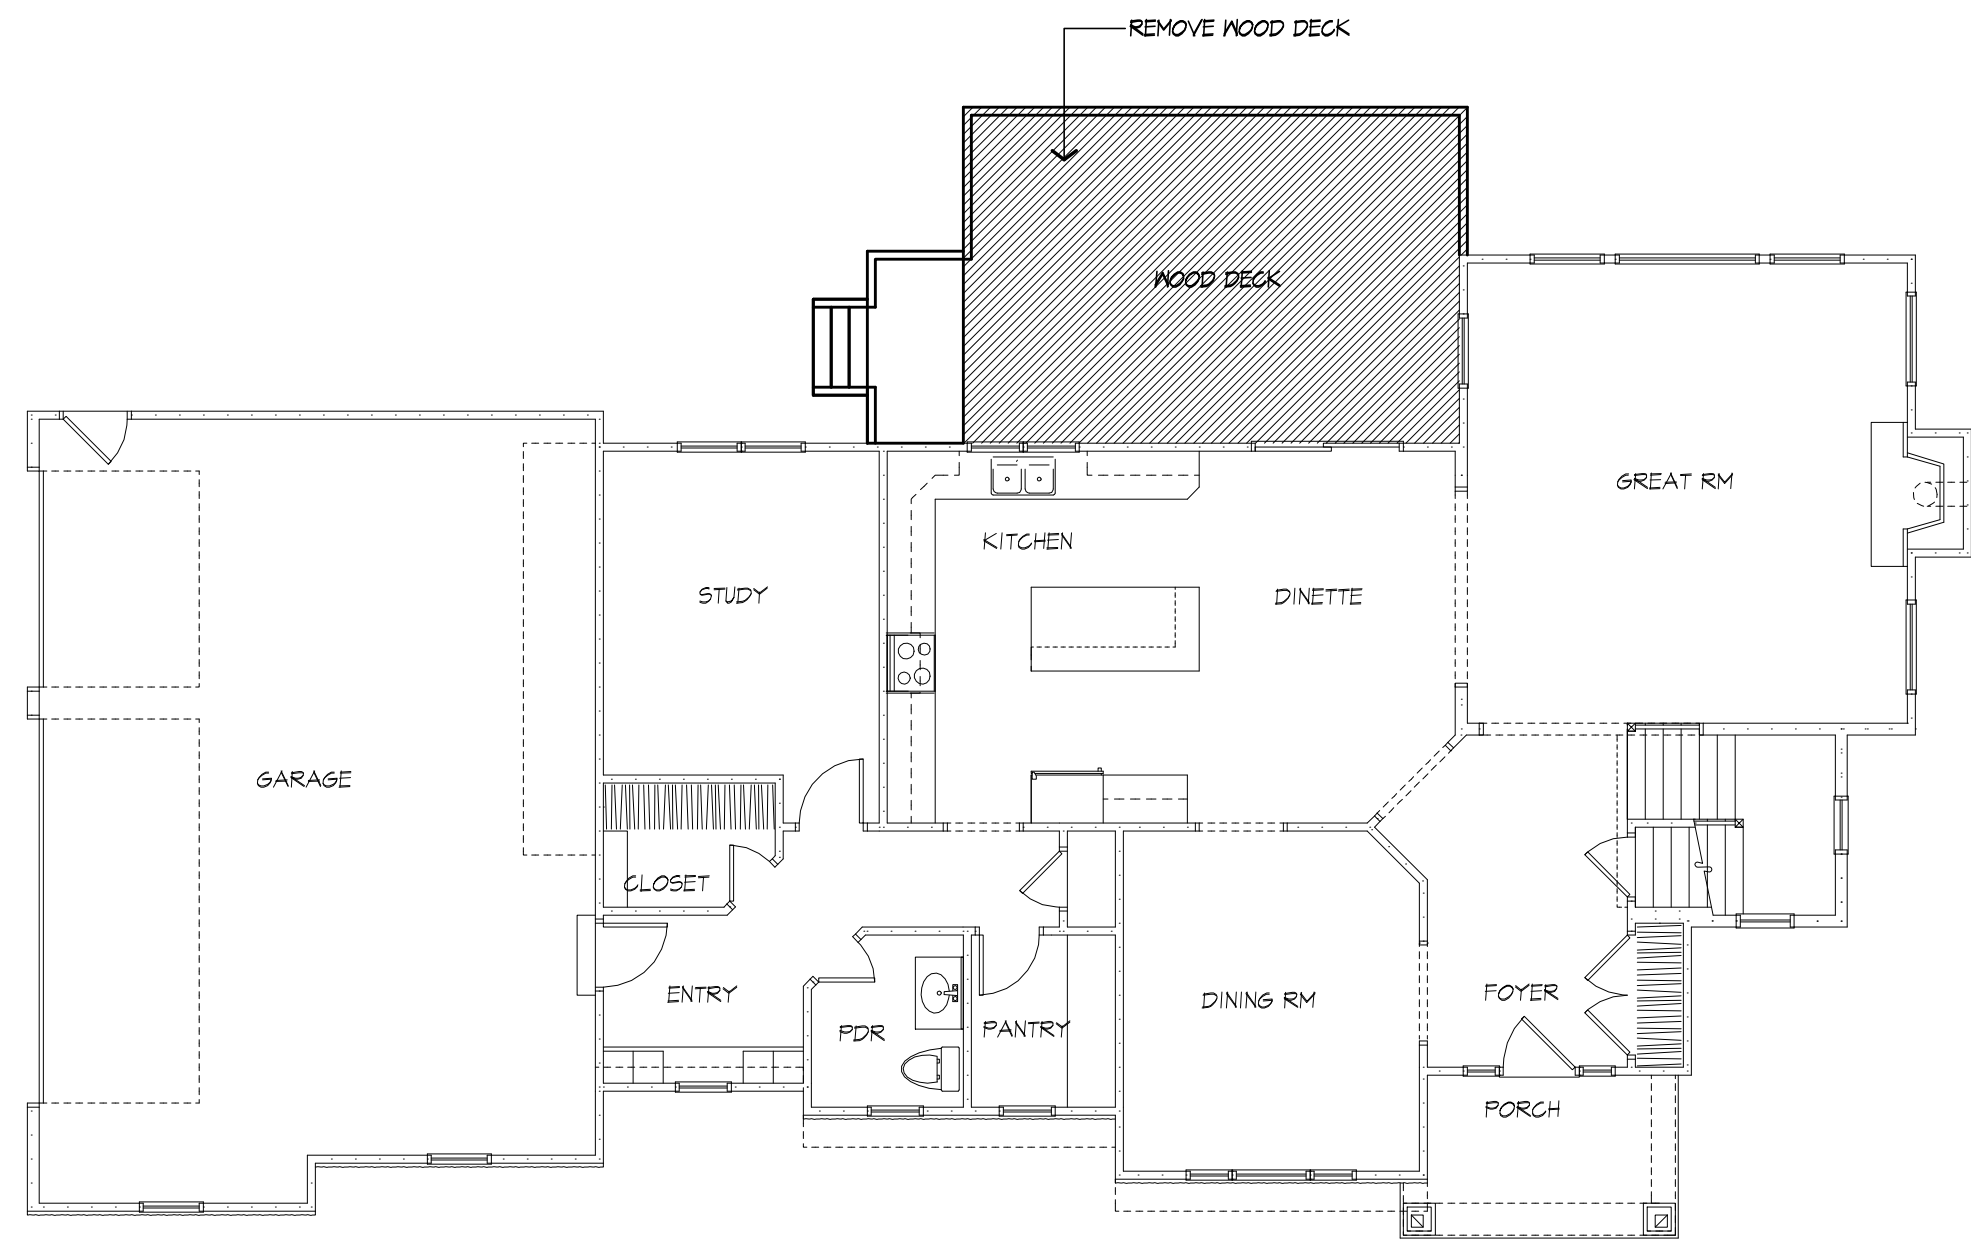 REMOVE WOOD DECK
WOOD DECK
GREAT RM
KITCHEN
STUDY
DINETTE
GARAGE
CLOSET
ENTRY
FOYER
DINING RM
PDR
PANTRY
PORCH